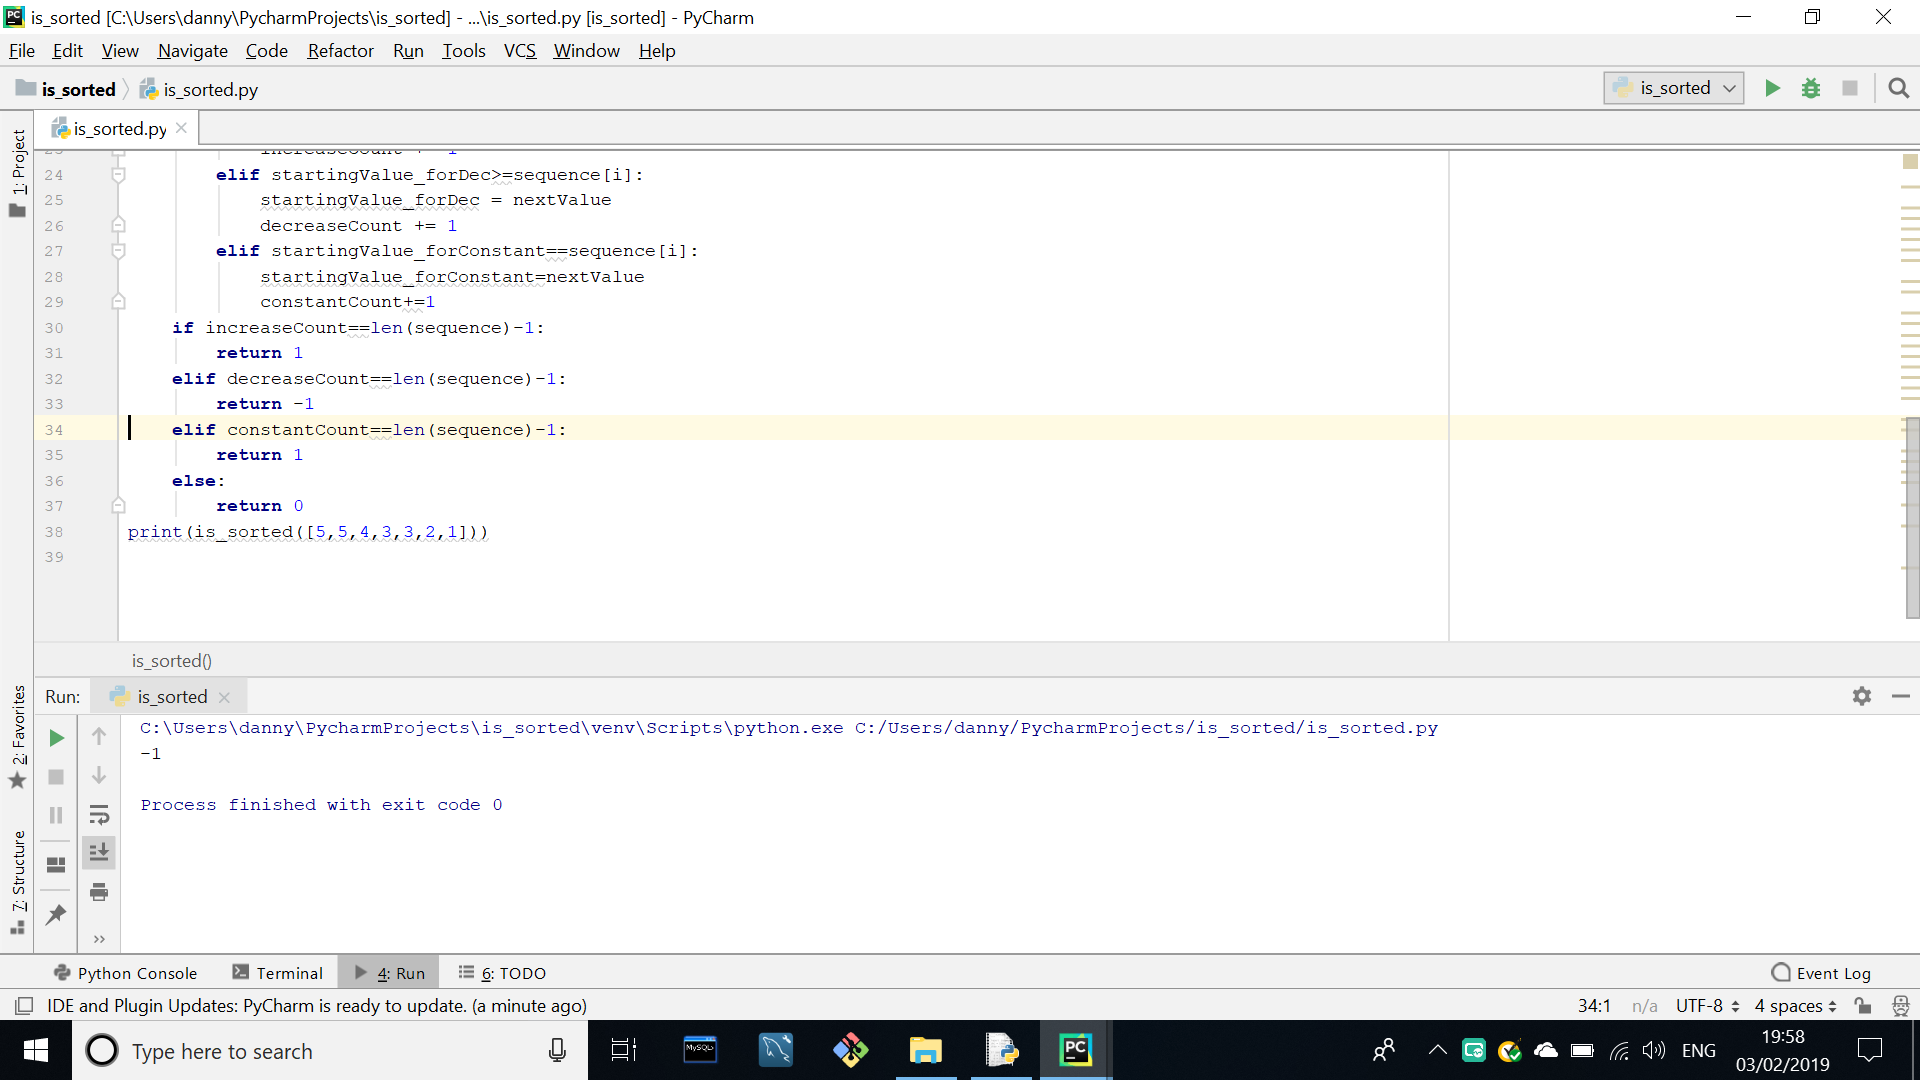 is_sorted [C:\Users\danny\PycharmProjects\is_sorted] - ...\is_sorted.py [is_sorted] - PyCharm
File Edit View Navigate Code Refactor Run Tools VCS Window Help
is_sorted is_sorted.py is_sorted
is_sorted.py
1: Project
24 elif startingValue_forDec>=sequence[i]:
25 startingValue_forDec = nextValue
26 decreaseCount += 1
27 elif startingValue_forConstant==sequence[i]:
28 startingValue_forConstant=nextValue
29 constantCount+=1
30 if increaseCount==len(sequence)-1:
31 return 1
32 elif decreaseCount==len(sequence)-1:
33 return -1
34 elif constantCount==len(sequence)-1:
35 return 1
36 else:
37 return 0
38 print(is_sorted([5,5,4,3,3,2,1]))
39
is_sorted()
Run: is_sorted
2: Favorites
7: Structure
C:\Users\danny\PycharmProjects\is_sorted\venv\Scripts\python.exe C:/Users/danny/PycharmProjects/is_sorted/is_sorted.py
-1
Process finished with exit code 0
Python Console Terminal 4: Run 6: TODO Event Log
IDE and Plugin Updates: PyCharm is ready to update. (a minute ago) 34:1 n/a UTF-8 4 spaces
Type here to search
MySQL
PC
ENG
19:58
03/02/2019